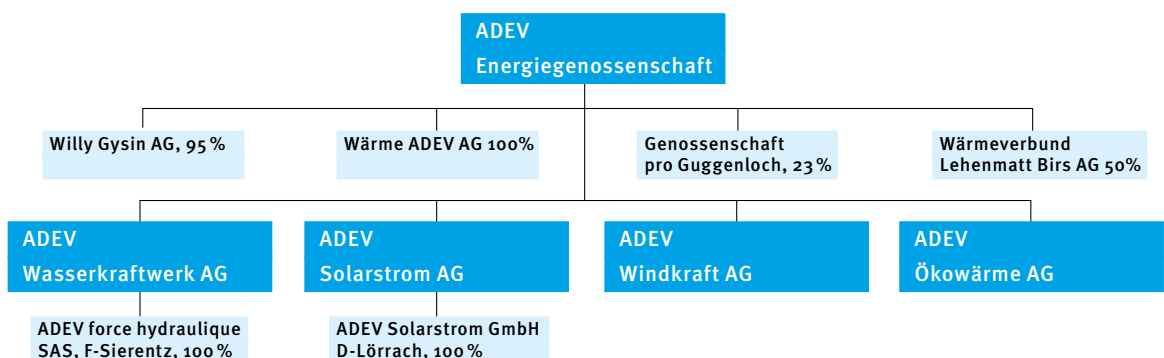 ADEV
Energiegenossenschaft
Willy Gysin AG, 95 %
Wärme ADEV AG 100%
Genossenschaft
pro Guggenloch, 23 %
Wärmeverbund
Lehenmatt Birs AG 50%
ADEV
Wasserkraftwerk AG
ADEV
Solarstrom AG
ADEV
Windkraft AG
ADEV
Ökowärme AG
ADEV force hydraulique
SAS, F-Sierentz, 100 %
ADEV Solarstrom GmbH
D-Lörrach, 100 %